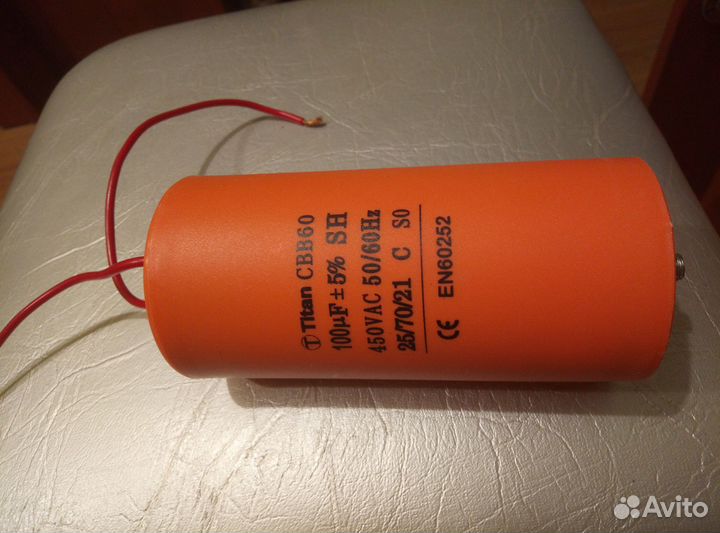 Titan CBB60
100µF±5% SH
450VAC 50/60Hz
25/70/21 C S0
CE EN60252
Avito